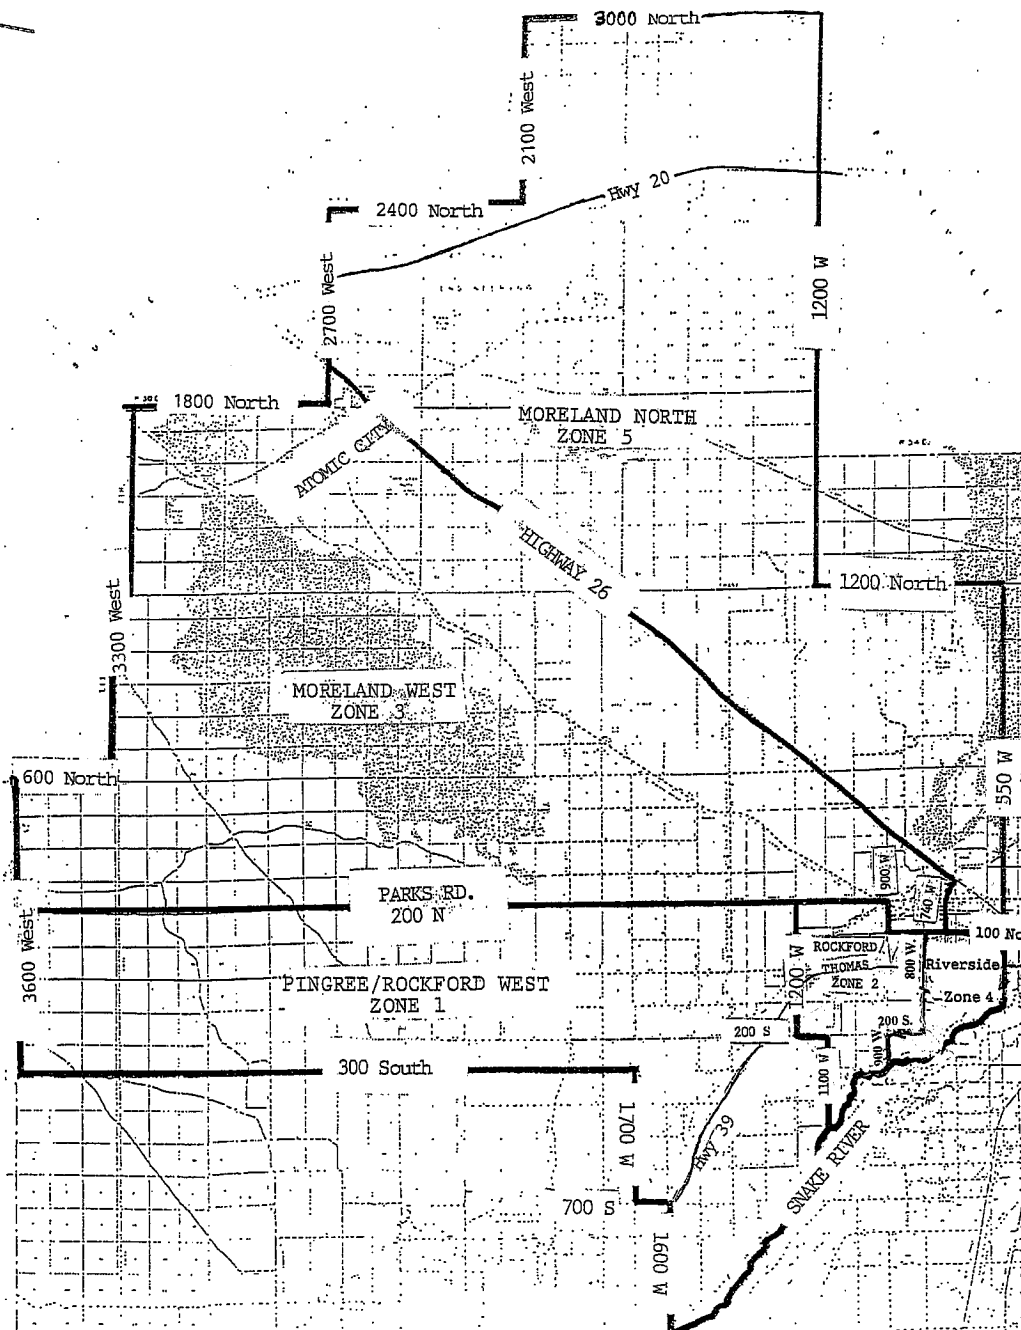 3000 North
2100 West
Hwy 20
2400 North
2700 West
1200 W
1800 North
MORELAND NORTH
ZONE 5
ATOMIC CITY
HIGHWAY 26
1200 North
3300 West
MORELAND WEST
ZONE 3
600 North
550 W
900 W
PARKS RD.
200 N
740 W
3600 West
100 No
1200 W
ROCKFORD/
THOMAS
ZONE 2
800 W.
Riverside
Zone 4
PINGREE/ROCKFORD WEST
ZONE 1
200 S
200 S.
900 W
300 South
1100 W
1700 W
Hwy 39
SNAKE RIVER
700 S
1600 W